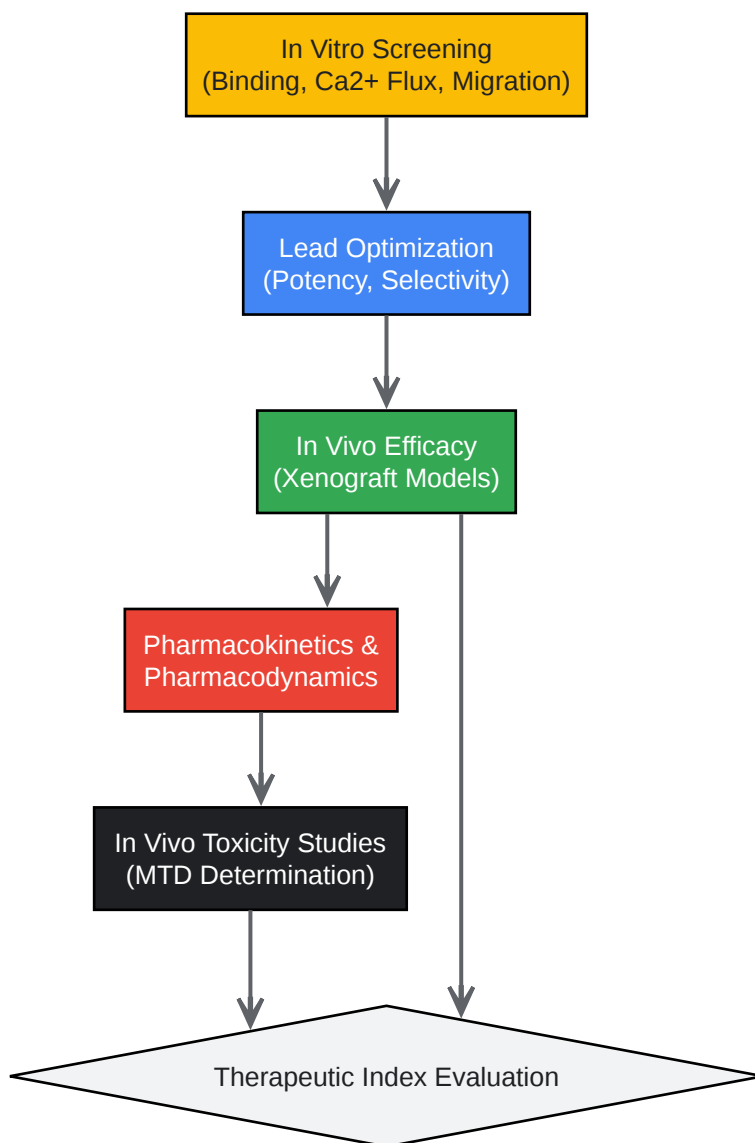 In Vitro Screening
(Binding, Ca2+ Flux, Migration)
Lead Optimization
(Potency, Selectivity)
In Vivo Efficacy
(Xenograft Models)
Pharmacokinetics &
Pharmacodynamics
In Vivo Toxicity Studies
(MTD Determination)
Therapeutic Index Evaluation